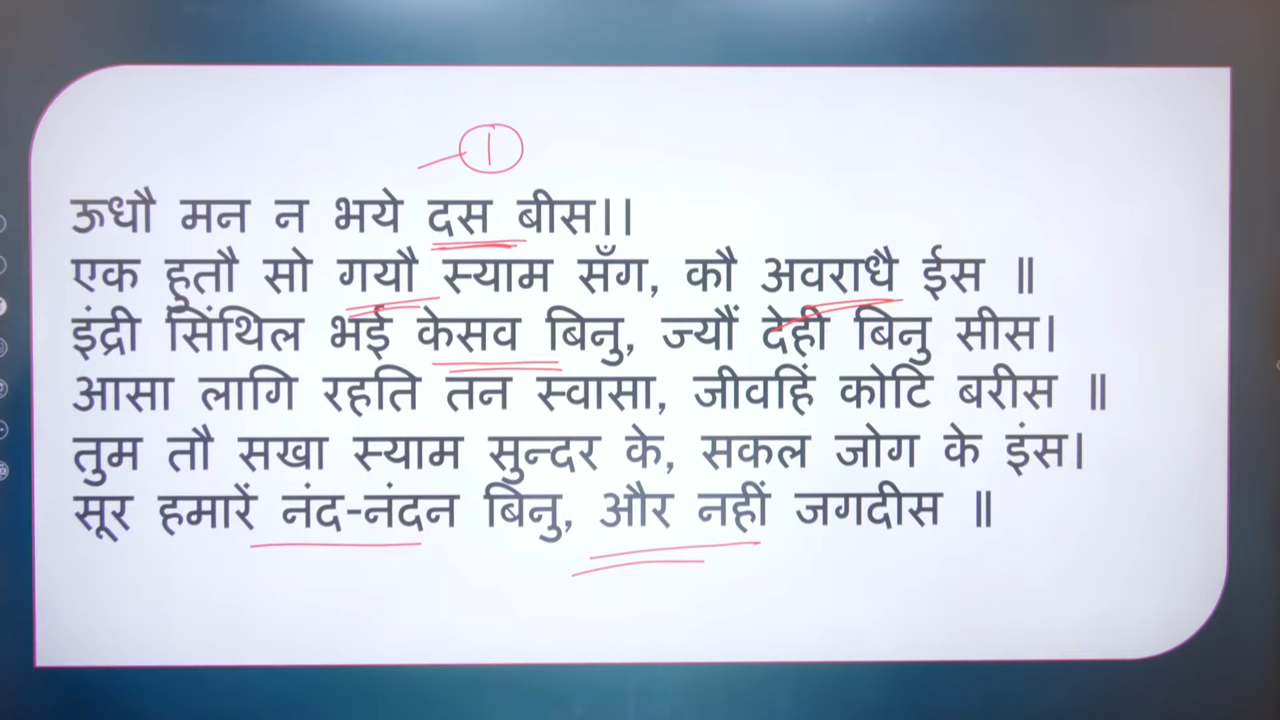 1
ऊधौ मन न भये दस बीस।।
एक हुतौ सो गयौ स्याम सँग, कौ अवराधै ईस ॥
इंद्री सिंथिल भई केसव बिनु, ज्यौं देही बिनु सीस।
आसा लागि रहति तन स्वासा, जीवहिं कोटि बरीस ॥
तुम तौ सखा स्याम सुन्दर के, सकल जोग के इंस।
सूर हमारें नंद-नंदन बिनु, और नहीं जगदीस ॥